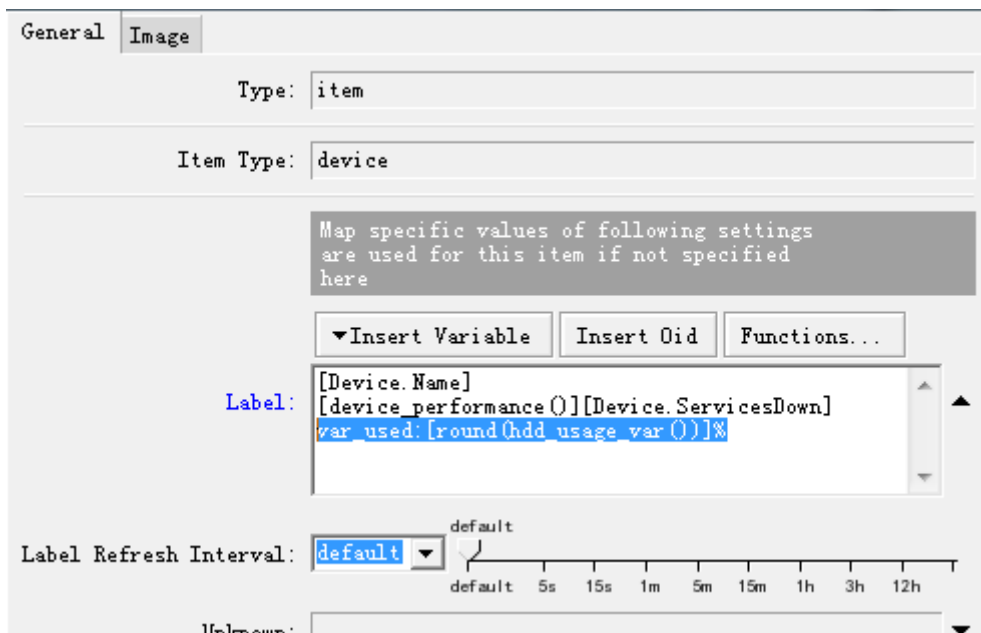 General Image
Type: item
Item Type: device
Map specific values of following settings
are used for this item if not specified
here
▼Insert Variable Insert Oid Functions...
Label:
[Device.Name]
[device_performance()][Device.ServicesDown]
var_used:[round(hdd_usage_var())]%
default
Label Refresh Interval: default
default 5s 15s 1m 5m 15m 1h 3h 12h
Unknown: